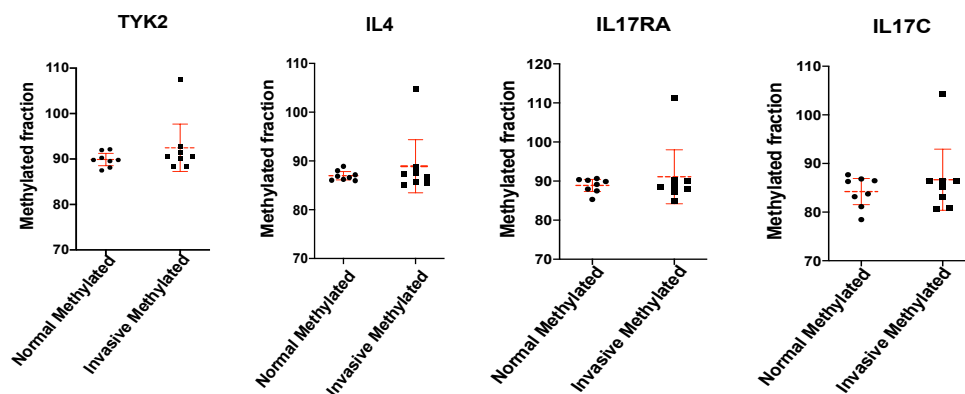 TYK2
Methylated fraction
110
100
90
80
70
Normal Methylated
Invasive Methylated
IL4
Methylated fraction
110
100
90
80
70
Normal Methylated
Invasive Methylated
IL17RA
Methylated fraction
120
110
100
90
80
70
Normal Methylated
Invasive Methylated
IL17C
Methylated fraction
110
100
90
80
70
Normal Methylated
Invasive Methylated